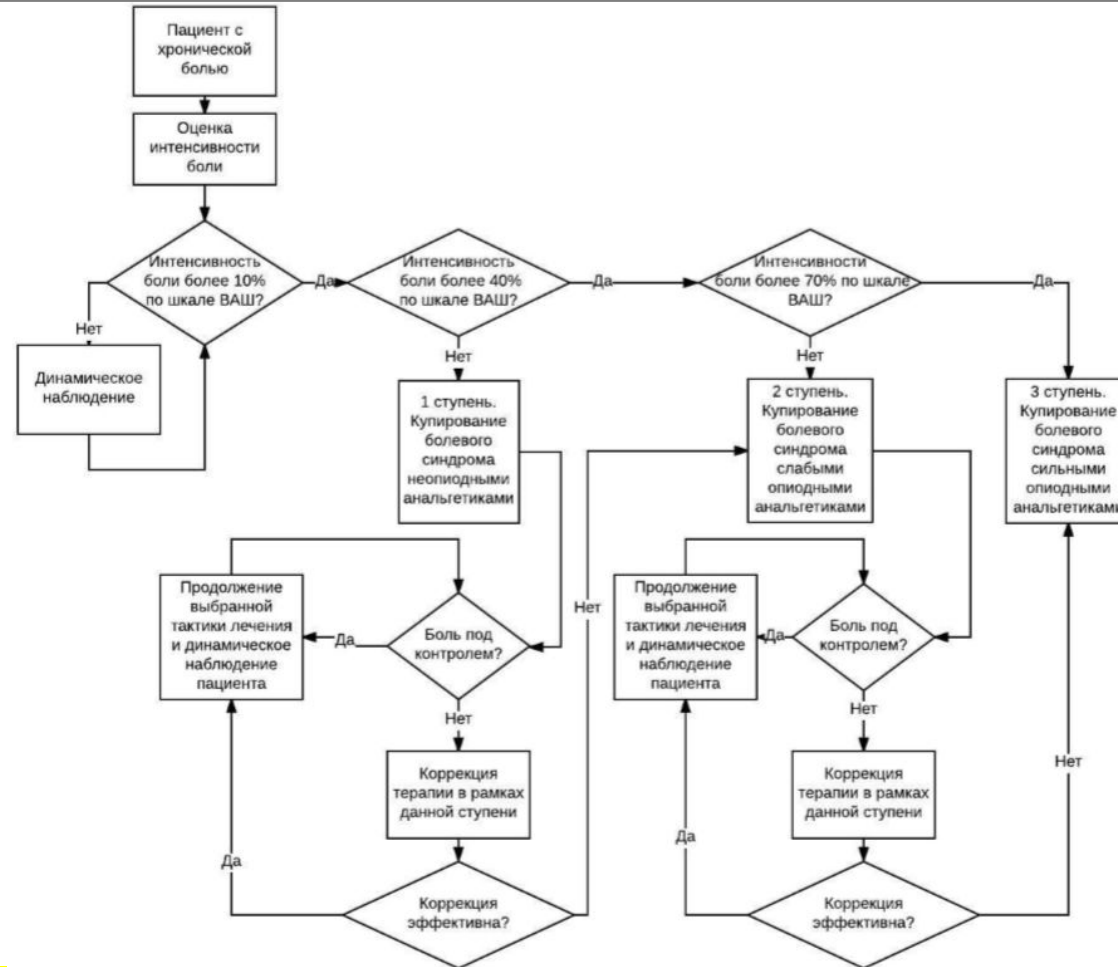 Пациент с
хронической
болью
Оценка
интенсивности
боли
Интенсивность
боли более 10%
по шкале ВАШ?
Да
Интенсивность
боли более 40%
по шкале ВАШ?
Да
Интенсивности
боли более 70% по шкале
ВАШ?
Да
Нет
Нет
Нет
Динамическое
наблюдение
1 ступень.
Купирование
болевого
синдрома
неопиодными
анальгетиками
2 ступень.
Купирование
болевого
синдрома
слабыми
опиодными
анальгетиками
3 ступень.
Купирование
болевого
синдрома
сильными
опиодными
анальгетиками
Продолжение
выбранной
тактики лечения
и динамическое
наблюдение
пациента
Да
Боль под
контролем?
Нет
Продолжение
выбранной
тактики лечения
и динамическое
наблюдение
пациента
Да
Боль под
контролем?
Нет
Нет
Нет
Коррекция
терапии в рамках
данной ступени
Коррекция
терапии в рамках
данной ступени
Да
Да
Коррекция
эффективна?
Коррекция
эффективна?